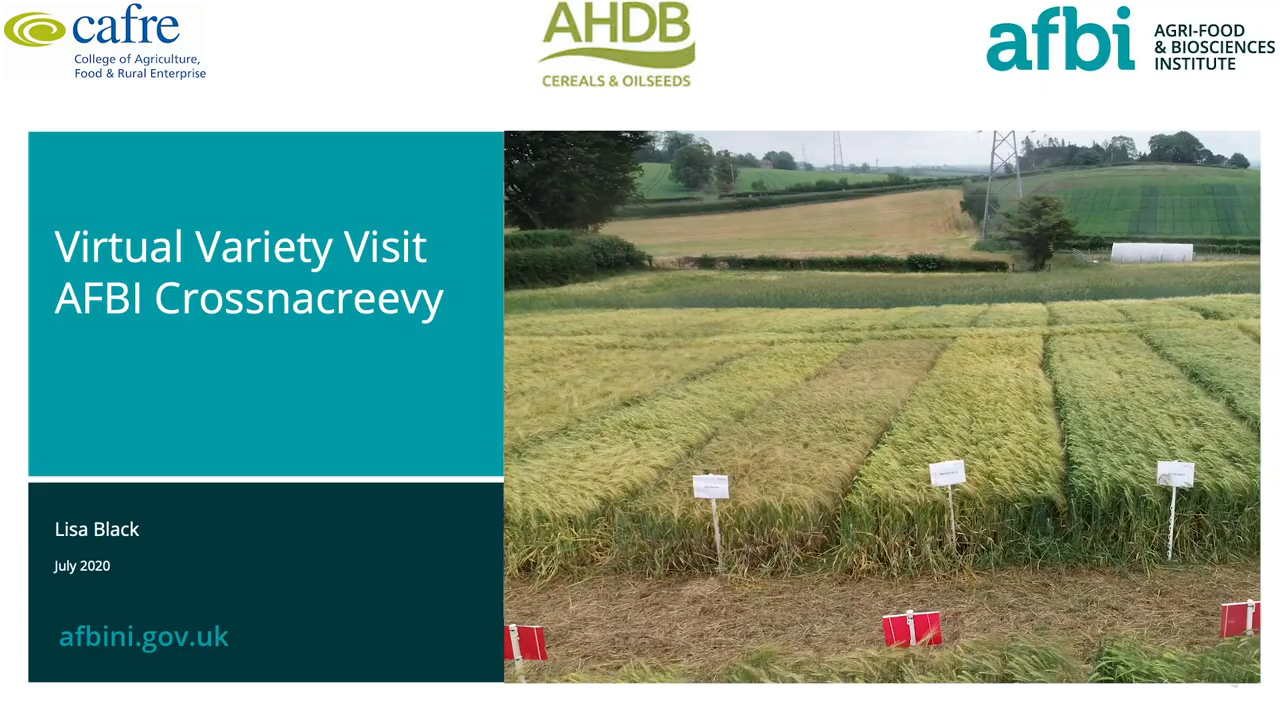 cafre
College of Agriculture,
Food & Rural Enterprise
AHDB
CEREALS & OILSEEDS
afbi
AGRI-FOOD
& BIOSCIENCES
INSTITUTE
Virtual Variety Visit
AFBI Crossnacreevy
Lisa Black
July 2020
afbini.gov.uk